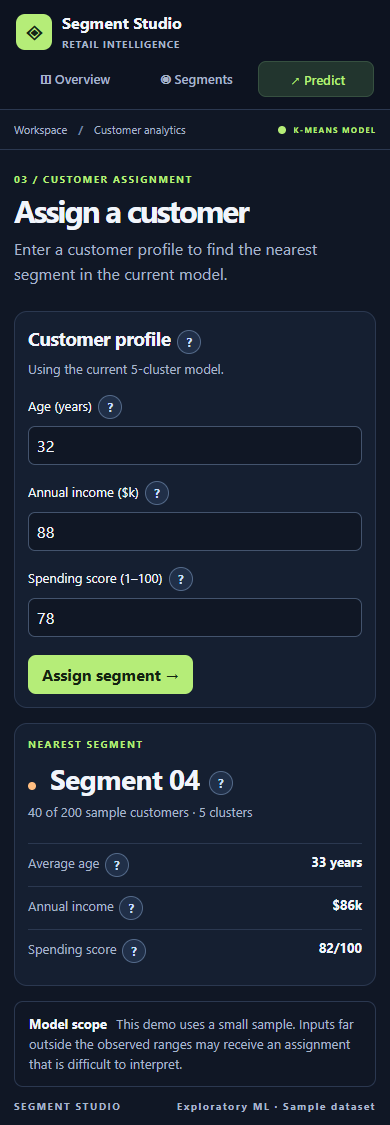 Segment Studio
RETAIL INTELLIGENCE
Overview Segments ↗ Predict
Workspace / Customer analytics K-MEANS MODEL
03 / CUSTOMER ASSIGNMENT
Assign a customer
Enter a customer profile to find the nearest
segment in the current model.
Customer profile ?
Using the current 5-cluster model.
Age (years) ?
32
Annual income ($k) ?
88
Spending score (1–100) ?
78
Assign segment →
NEAREST SEGMENT
Segment 04 ?
40 of 200 sample customers · 5 clusters
Average age ? 33 years
Annual income ? $86k
Spending score ? 82/100
Model scope This demo uses a small sample. Inputs far
outside the observed ranges may receive an assignment
that is difficult to interpret.
SEGMENT STUDIO Exploratory ML · Sample dataset